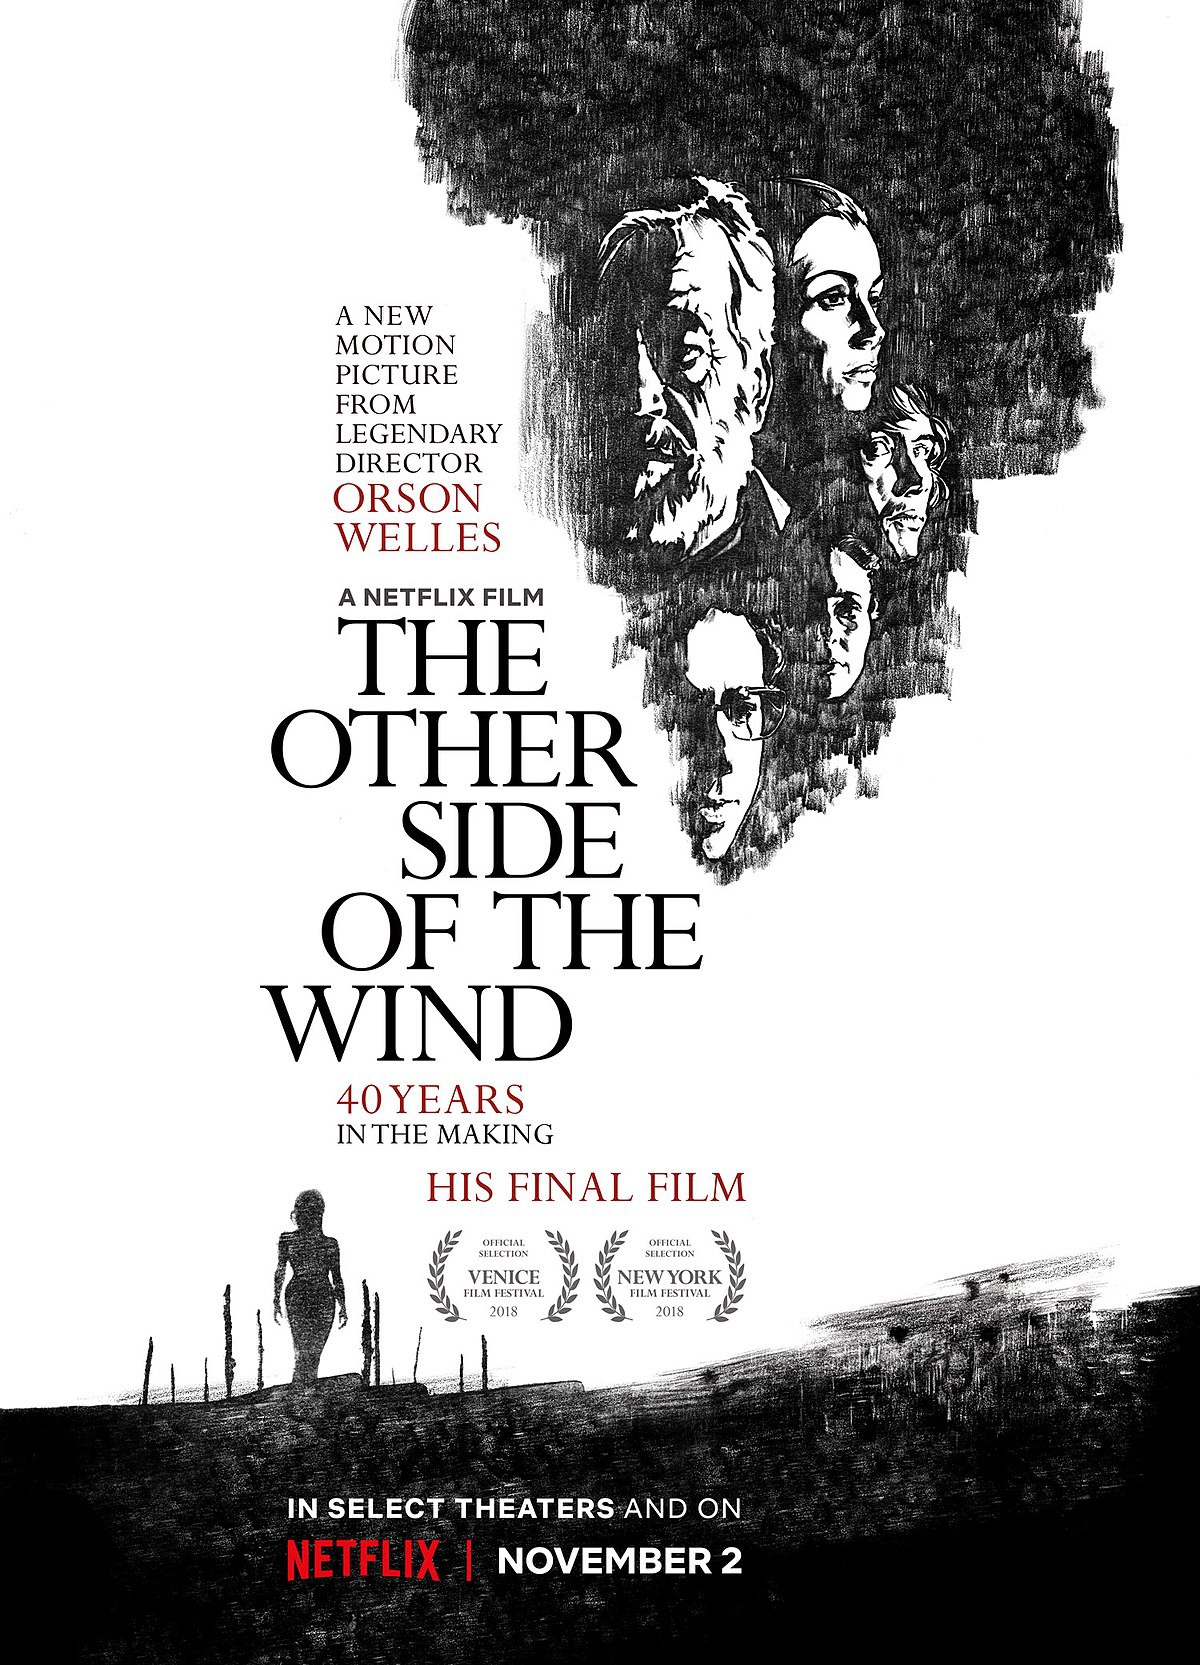 A NEW
MOTION
PICTURE
FROM
LEGENDARY
DIRECTOR
ORSON
WELLES
A NETFLIX FILM
THE
OTHER
SIDE
OF THE
WIND
40 YEARS
IN THE MAKING
HIS FINAL FILM
OFFICIAL
SELECTION
VENICE
FILM FESTIVAL
2018
OFFICIAL
SELECTION
NEW YORK
FILM FESTIVAL
2018
IN SELECT THEATERS AND ON
NETFLIX | NOVEMBER 2